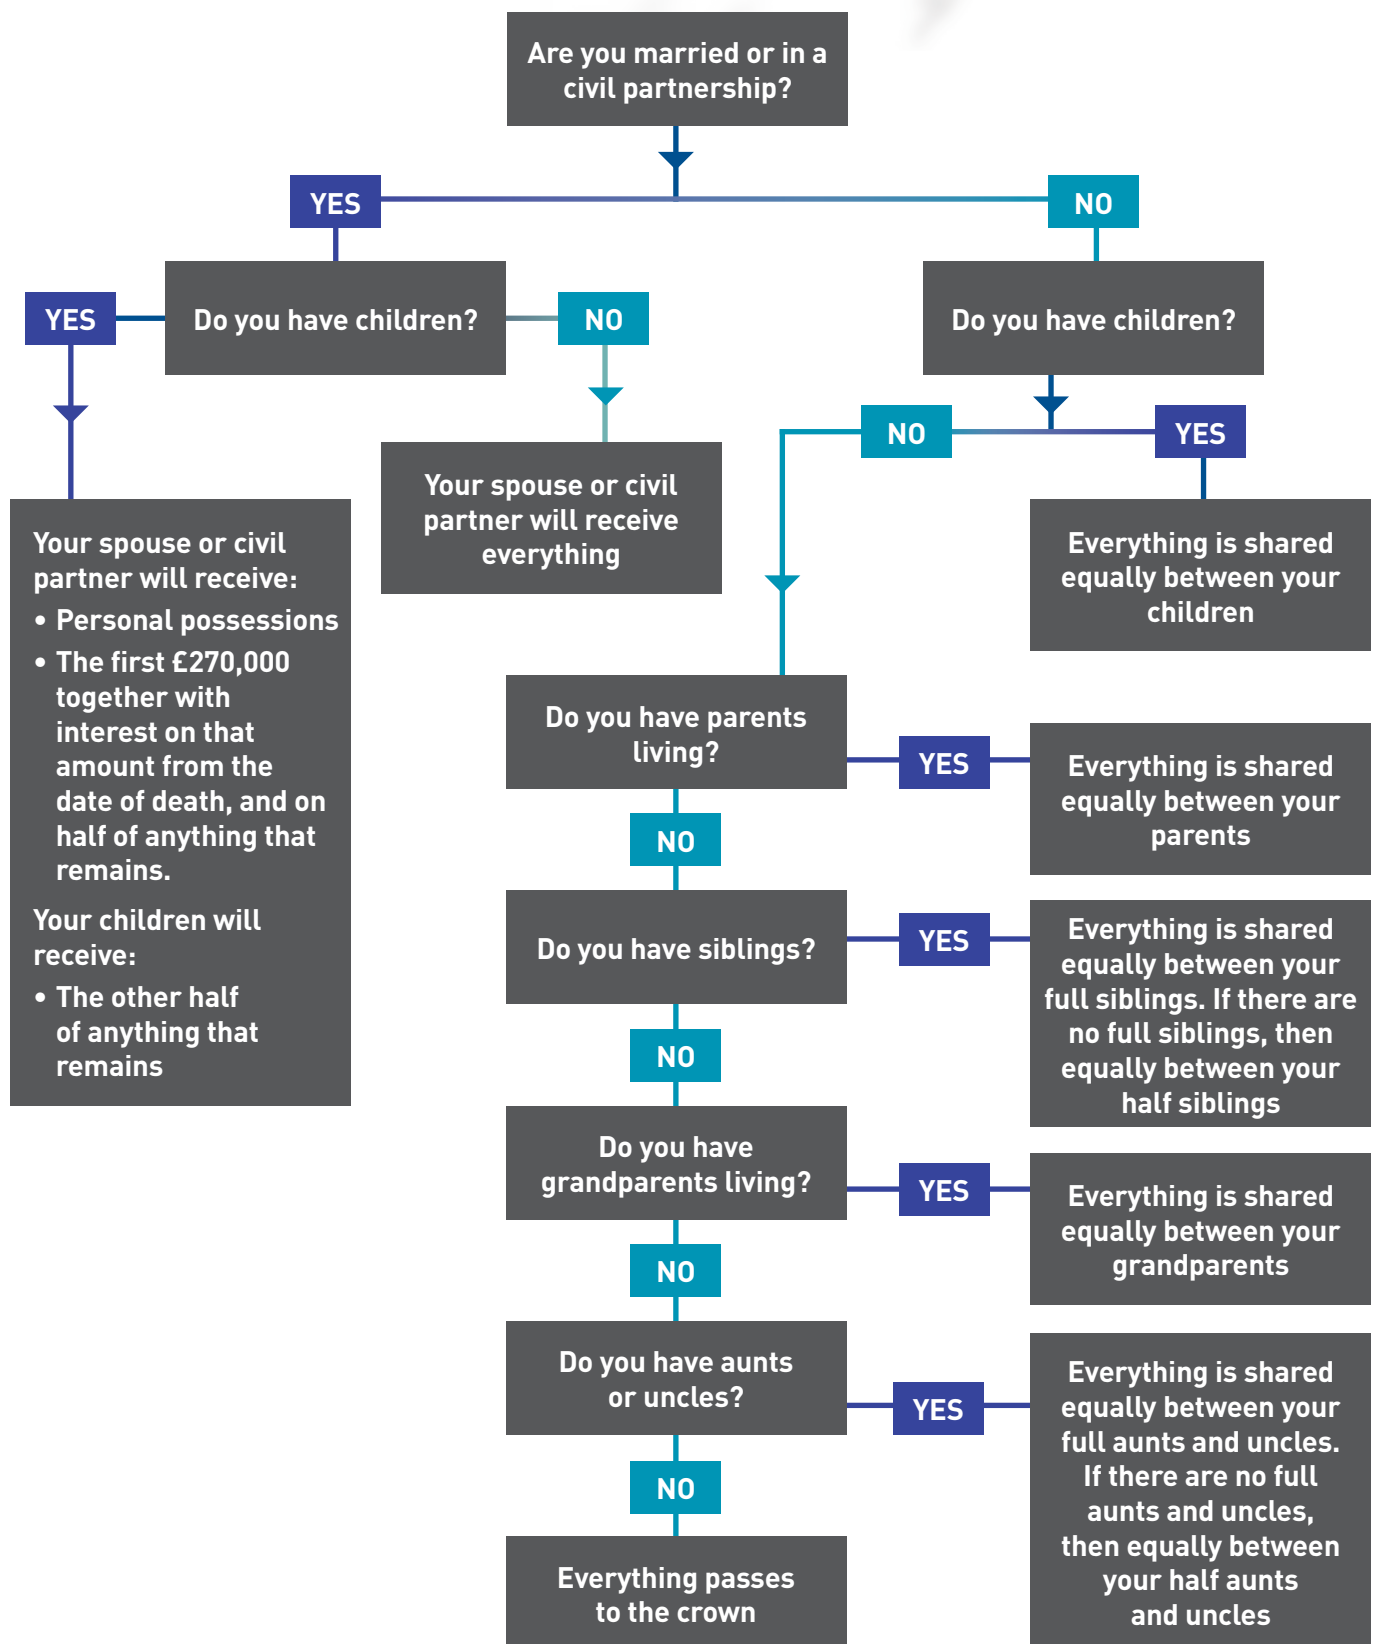 Are you married or in a
civil partnership?
YES
NO
Do you have children?
YES
NO
Do you have children?
NO
YES
Your spouse or civil
partner will receive
everything
Your spouse or civil
partner will receive:
• Personal possessions
• The first £270,000
together with
interest on that
amount from the
date of death, and on
half of anything that
remains.
Your children will
receive:
• The other half
of anything that
remains
Everything is shared
equally between your
children
Do you have parents
living?
YES
Everything is shared
equally between your
parents
NO
Do you have siblings?
YES
Everything is shared
equally between your
full siblings. If there are
no full siblings, then
equally between your
half siblings
NO
Do you have
grandparents living?
YES
Everything is shared
equally between your
grandparents
NO
Do you have aunts
or uncles?
YES
Everything is shared
equally between your
full aunts and uncles.
If there are no full
aunts and uncles,
then equally between
your half aunts
and uncles
NO
Everything passes
to the crown